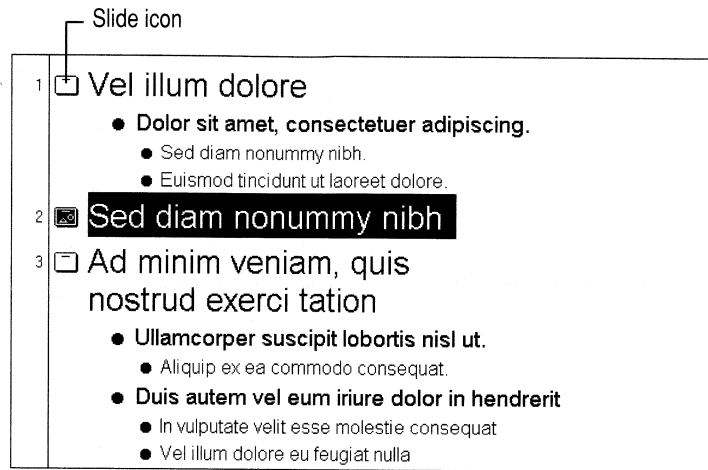 Slide icon
1 Vel illum dolore
● Dolor sit amet, consectetuer adipiscing.
● Sed diam nonummy nibh.
● Euismod tincidunt ut laoreet dolore.
2 Sed diam nonummy nibh
3 Ad minim veniam, quis
nostrud exerci tation
● Ullamcorper suscipit lobortis nisl ut.
● Aliquip ex ea commodo consequat.
● Duis autem vel eum iriure dolor in hendrerit
● In vulputate velit esse molestie consequat
● Vel illum dolore eu feugiat nulla